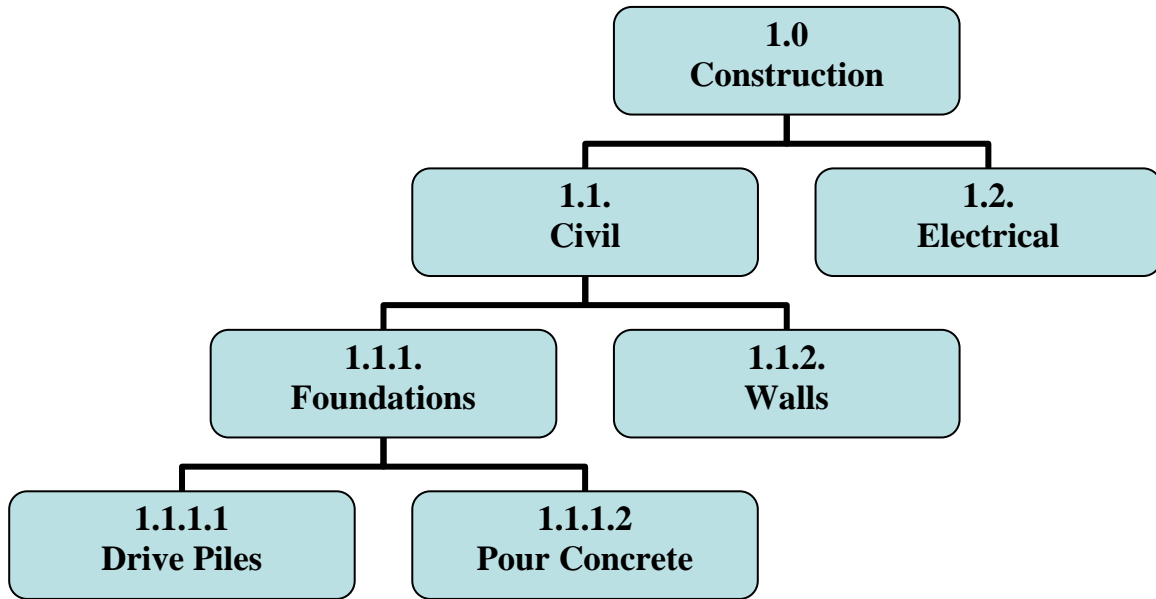 1.0
Construction
1.1.
Civil
1.2.
Electrical
1.1.1.
Foundations
1.1.2.
Walls
1.1.1.1
Drive Piles
1.1.1.2
Pour Concrete